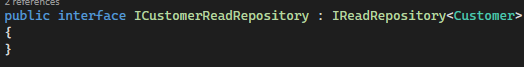 2 references
public interface ICustomerReadRepository : IReadRepository<Customer>
{
}